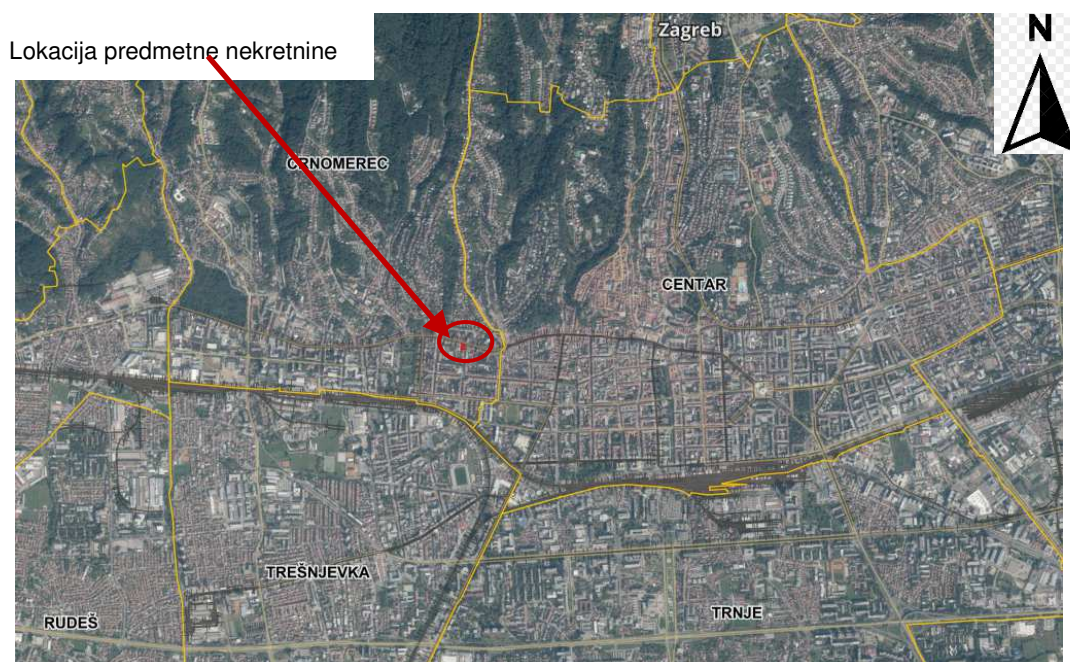 Zagreb
N
Lokacija predmetne nekretnine
ČRNOMEREC
CENTAR
TREŠNJEVKA
RUDEŠ
TRNJE